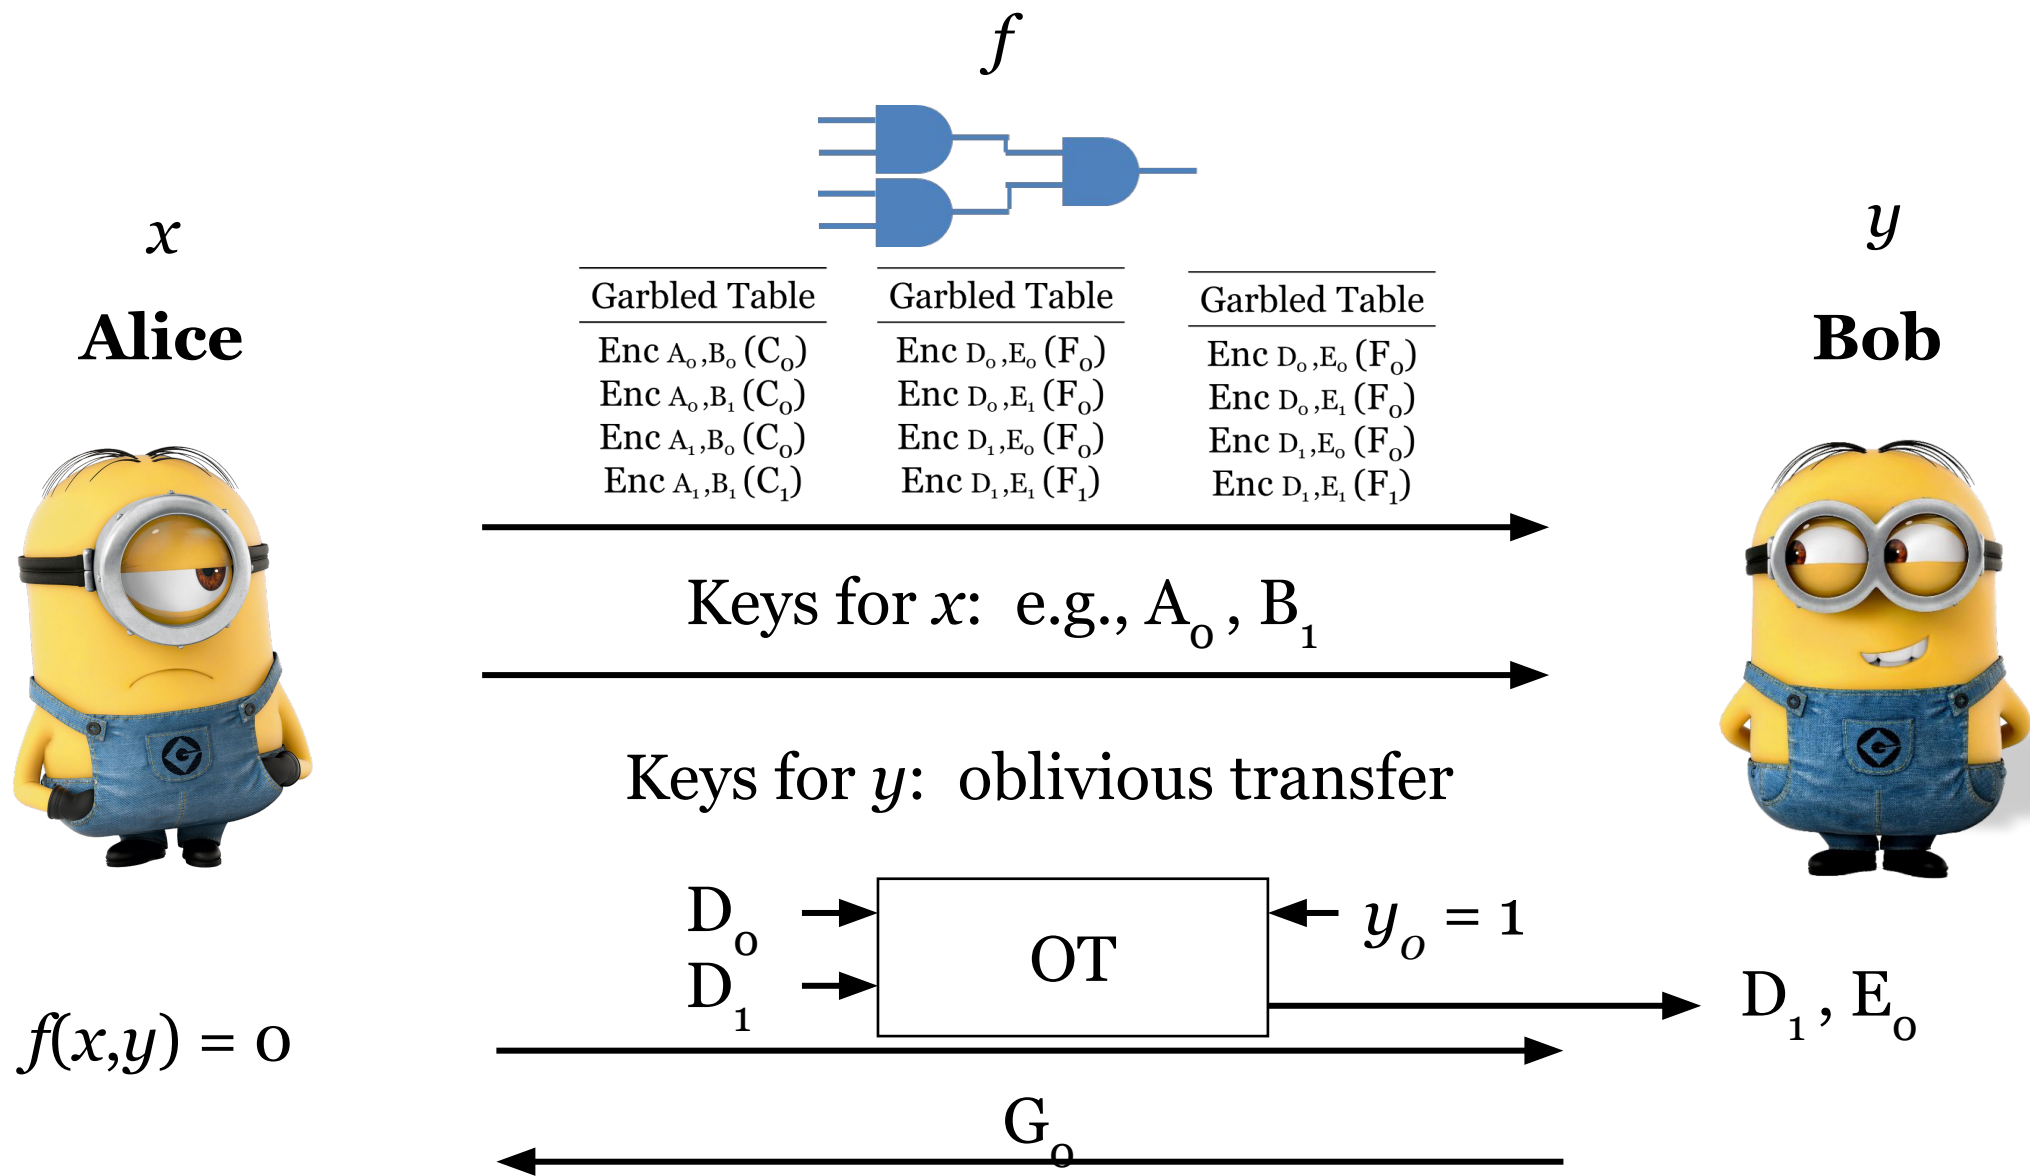 f
x
y
Alice
Bob
Garbled Table
Enc A₀,B₀ (C₀)
Enc A₀,B₁ (C₀)
Enc A₁,B₀ (C₀)
Enc A₁,B₁ (C₁)
Garbled Table
Enc D₀,E₀ (F₀)
Enc D₀,E₁ (F₀)
Enc D₁,E₀ (F₀)
Enc D₁,E₁ (F₁)
Garbled Table
Enc D₀,E₀ (F₀)
Enc D₀,E₁ (F₀)
Enc D₁,E₀ (F₀)
Enc D₁,E₁ (F₁)
Keys for x: e.g., A₀ , B₁
Keys for y: oblivious transfer
D₀
D₁
OT
y₀ = 1
D₁ , E₀
f(x,y) = 0
G₀